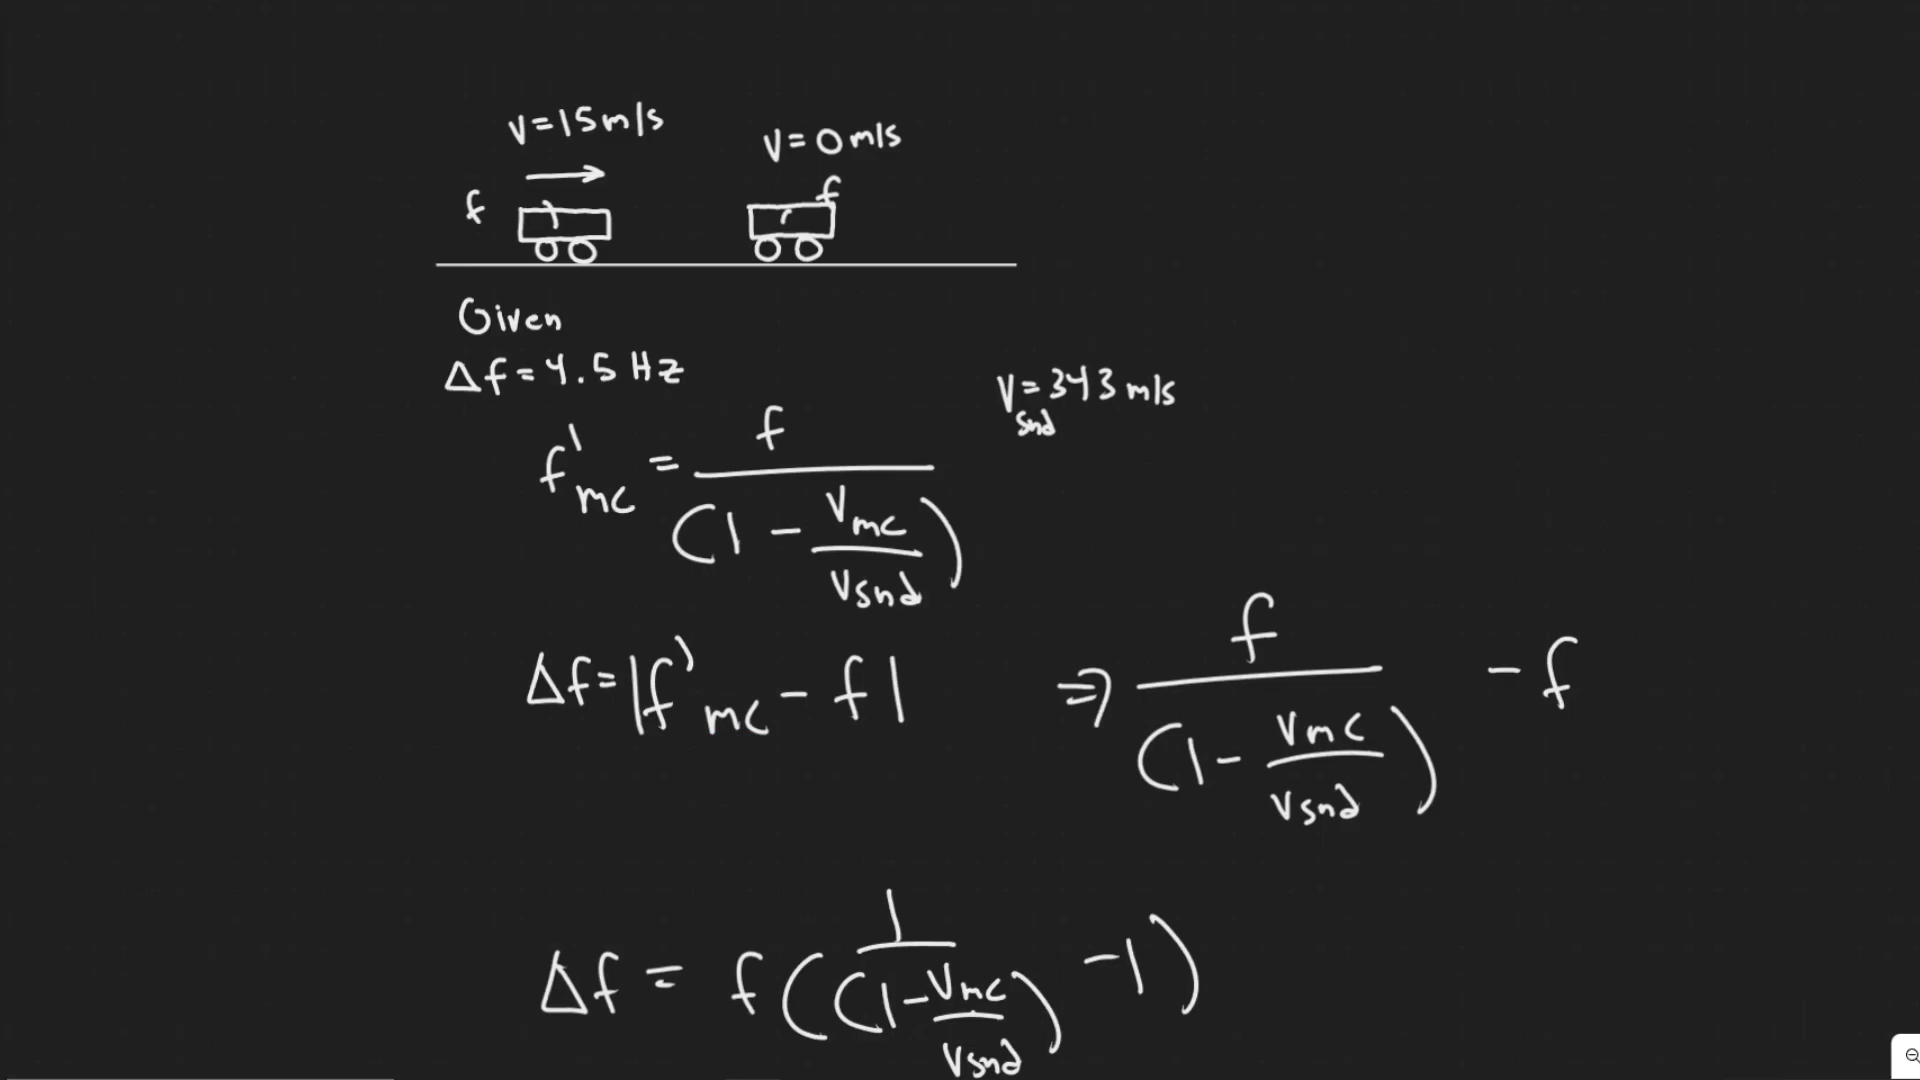 v=15m/s
v=0m/s
f
f
Given
Δf=4.5Hz
v_snd=343m/s
f'_mc = f / (1 - v_mc/v_snd)
Δf=|f'_mc - f| ⇒ f / (1 - v_mc/v_snd) - f
Δf = f(1/(1-v_mc/v_snd) -1)